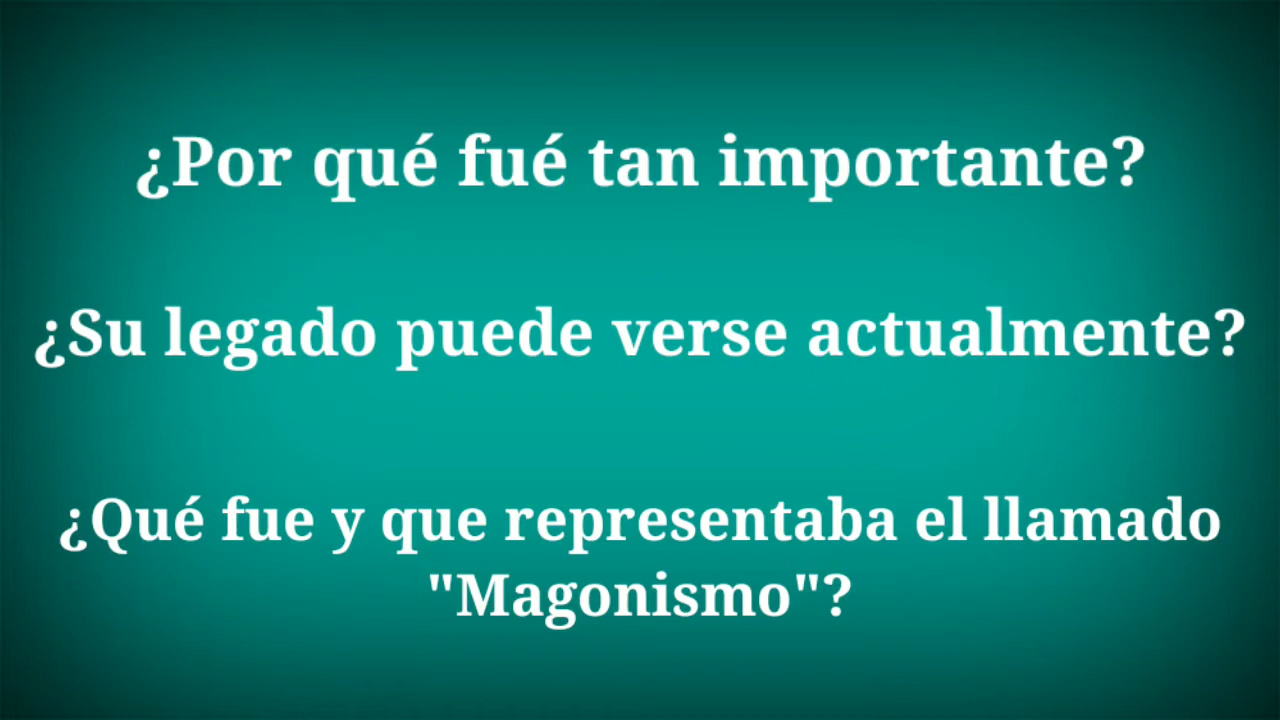 ¿Por qué fué tan importante?
¿Su legado puede verse actualmente?
¿Qué fue y que representaba el llamado
"Magonismo"?